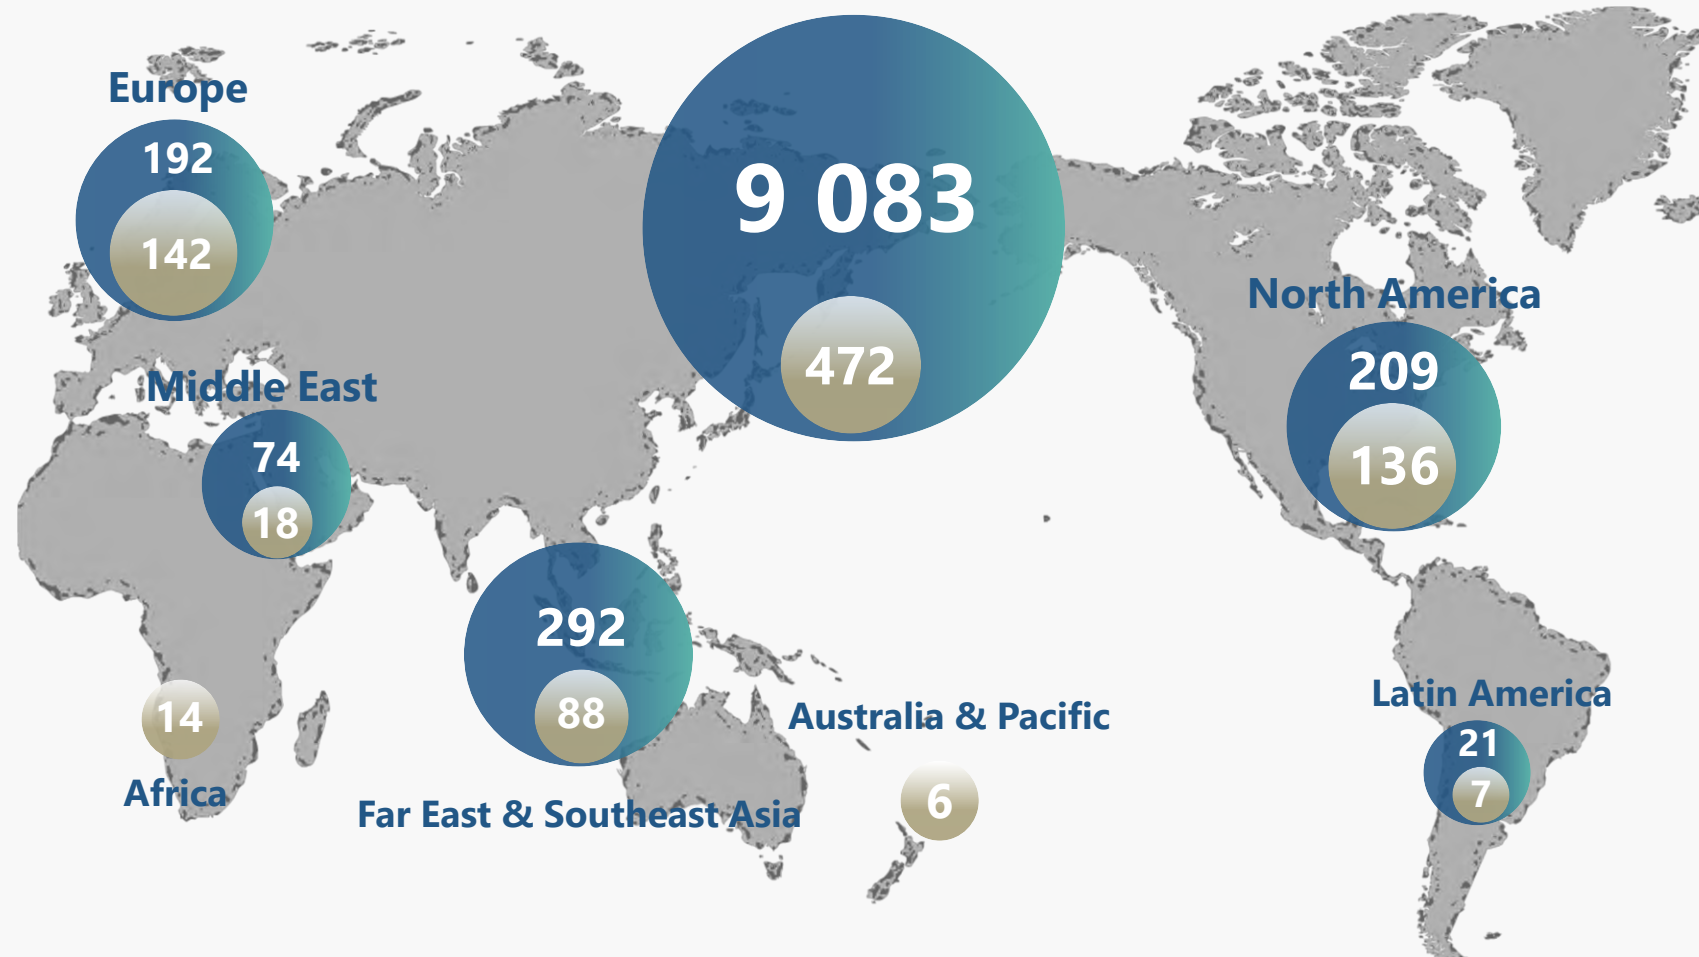 Europe
192
142
9 083
472
North America
209
136
Middle East
74
18
292
88
Far East & Southeast Asia
14
Africa
Australia & Pacific
6
Latin America
21
7